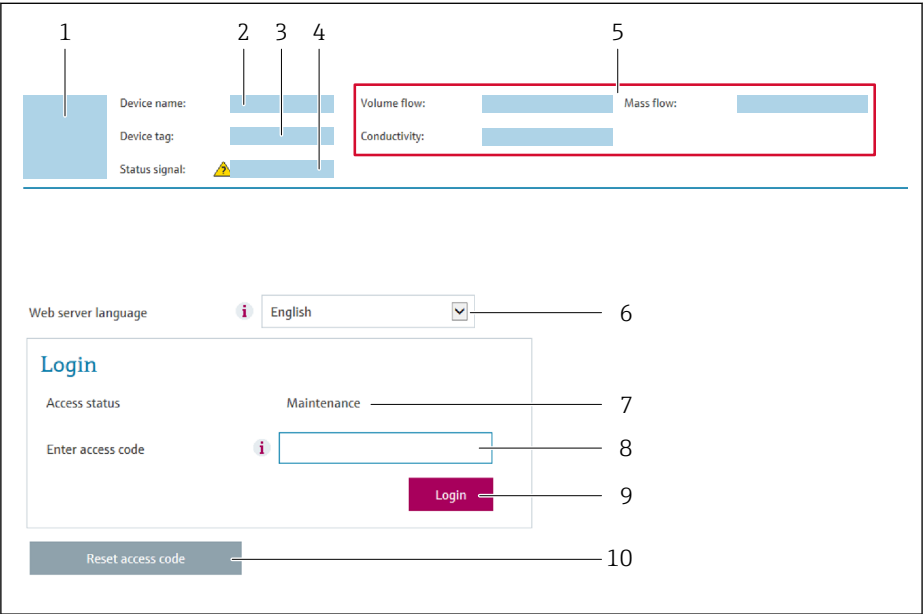 1 2 3 4 5
Device name: Volume flow: Mass flow:
Device tag: Conductivity:
Status signal: ?
Web server language i English 6
Login
Access status Maintenance 7
Enter access code i 8
Login 9
Reset access code 10